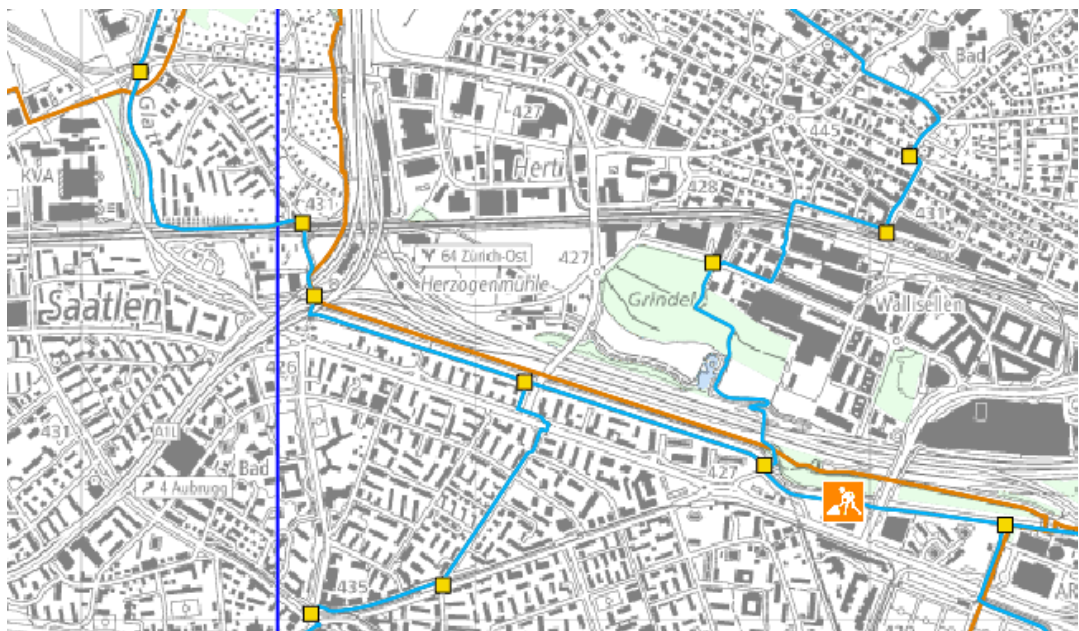 Bad
427
445
Glatt
Herti
KVA
428
431
431
64 Zürich-Ost
427
Herzogenmühle
Grindel
Saatlen
Wallisellen
426
431
A1L
Bad
427
4 Aubrugg
435